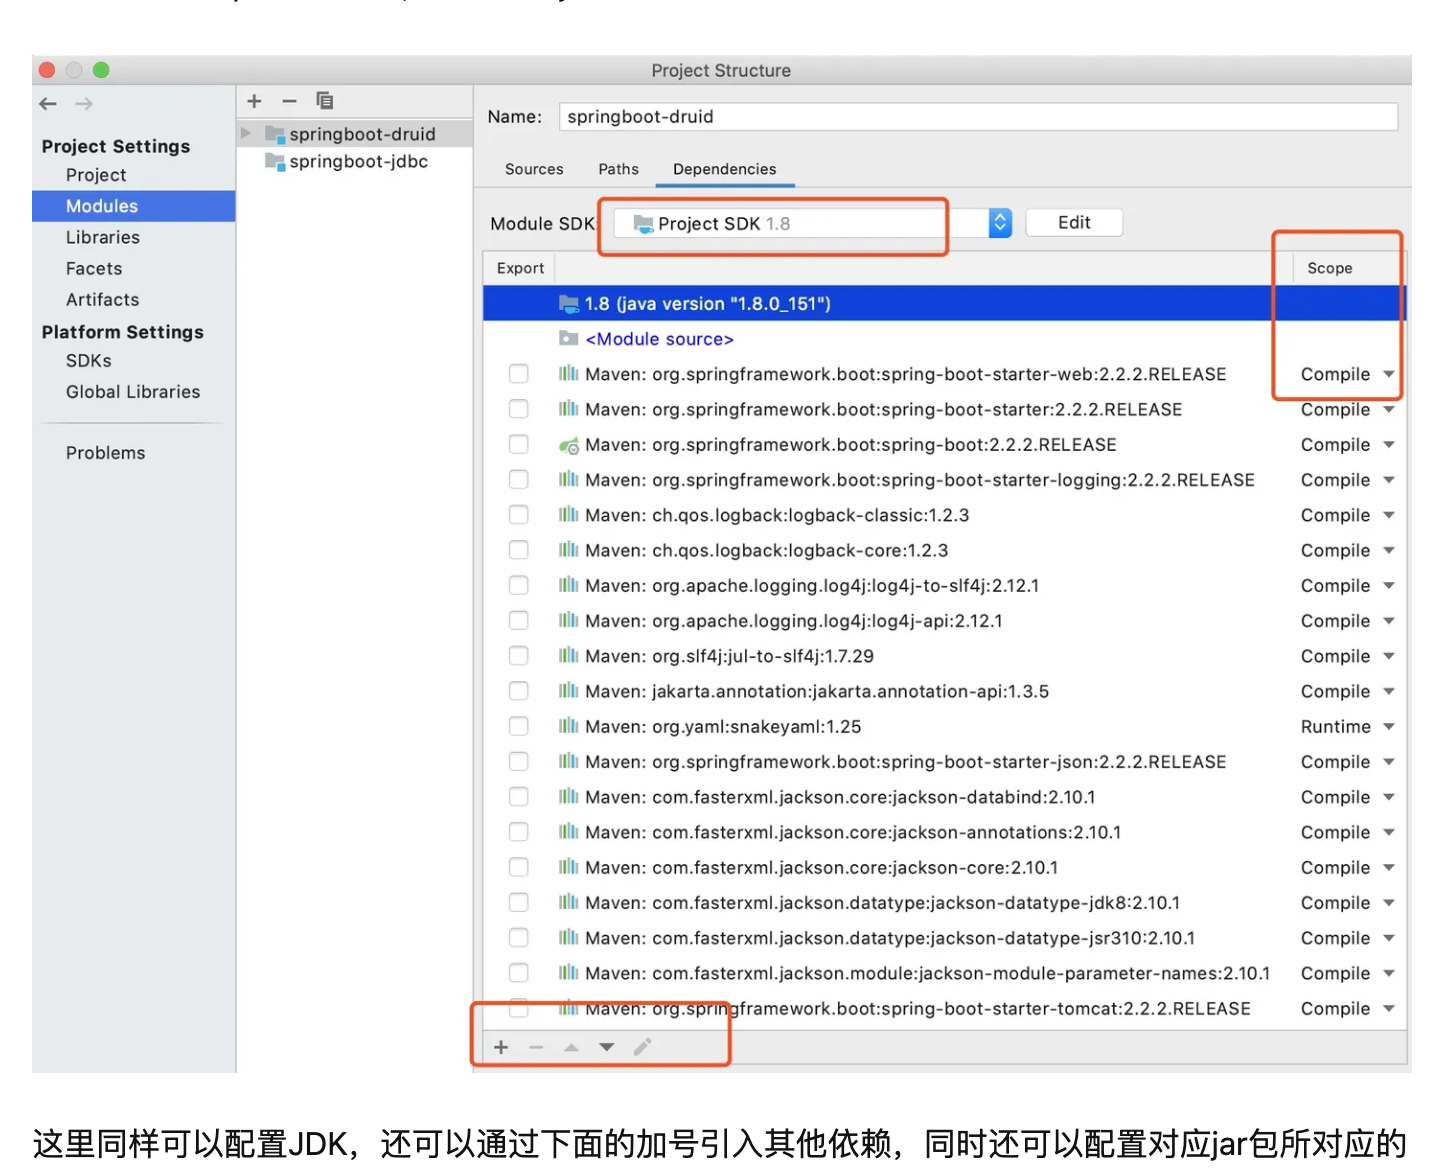 Project Structure
Project Settings
Project
Modules
Libraries
Facets
Artifacts
Platform Settings
SDKs
Global Libraries
Problems
springboot-druid
springboot-jdbc
Name: springboot-druid
Sources Paths Dependencies
Module SDK: Project SDK 1.8 Edit
Export Scope
1.8 (java version "1.8.0_151")
<Module source>
Maven: org.springframework.boot:spring-boot-starter-web:2.2.2.RELEASE Compile
Maven: org.springframework.boot:spring-boot-starter:2.2.2.RELEASE Compile
Maven: org.springframework.boot:spring-boot:2.2.2.RELEASE Compile
Maven: org.springframework.boot:spring-boot-starter-logging:2.2.2.RELEASE Compile
Maven: ch.qos.logback:logback-classic:1.2.3 Compile
Maven: ch.qos.logback:logback-core:1.2.3 Compile
Maven: org.apache.logging.log4j:log4j-to-slf4j:2.12.1 Compile
Maven: org.apache.logging.log4j:log4j-api:2.12.1 Compile
Maven: org.slf4j:jul-to-slf4j:1.7.29 Compile
Maven: jakarta.annotation:jakarta.annotation-api:1.3.5 Compile
Maven: org.yaml:snakeyaml:1.25 Runtime
Maven: org.springframework.boot:spring-boot-starter-json:2.2.2.RELEASE Compile
Maven: com.fasterxml.jackson.core:jackson-databind:2.10.1 Compile
Maven: com.fasterxml.jackson.core:jackson-annotations:2.10.1 Compile
Maven: com.fasterxml.jackson.core:jackson-core:2.10.1 Compile
Maven: com.fasterxml.jackson.datatype:jackson-datatype-jdk8:2.10.1 Compile
Maven: com.fasterxml.jackson.datatype:jackson-datatype-jsr310:2.10.1 Compile
Maven: com.fasterxml.jackson.module:jackson-module-parameter-names:2.10.1 Compile
Maven: org.springframework.boot:spring-boot-starter-tomcat:2.2.2.RELEASE Compile
这里同样可以配置JDK，还可以通过下面的加号引入其他依赖，同时还可以配置对应jar包所对应的